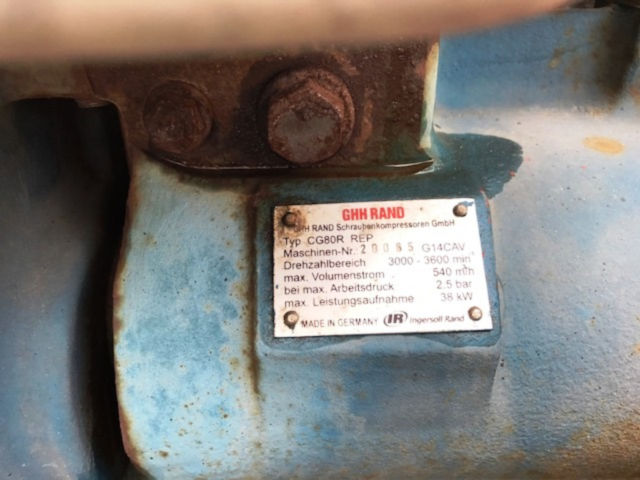 GHH RAND
GHH RAND Schraubenkompressoren GmbH
Typ CG80R REP
Maschinen-Nr. 20065 G14CAV
Drehzahlbereich 3000 - 3600 min
max. Volumenstrom 540 m³/h
bei max. Arbeitsdruck 2.5 bar
max. Leistungsaufnahme 38 kW
MADE IN GERMANY IR Ingersoll Rand